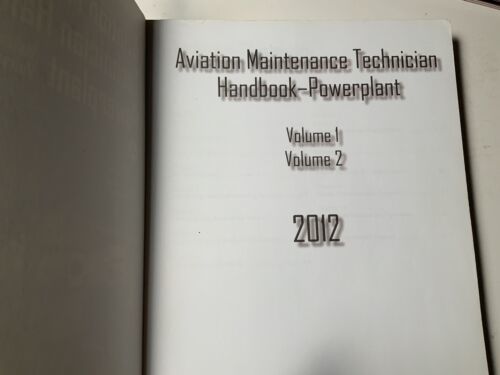 Aviation Maintenance Technician
Handbook–Powerplant
Volume 1
Volume 2
2012